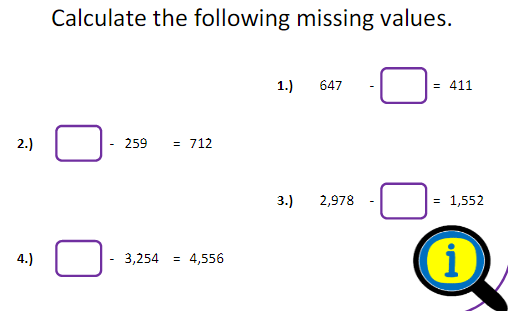 Calculate the following missing values.
1.) 647 - = 411
2.) - 259 = 712
3.) 2,978 - = 1,552
4.) - 3,254 = 4,556
i